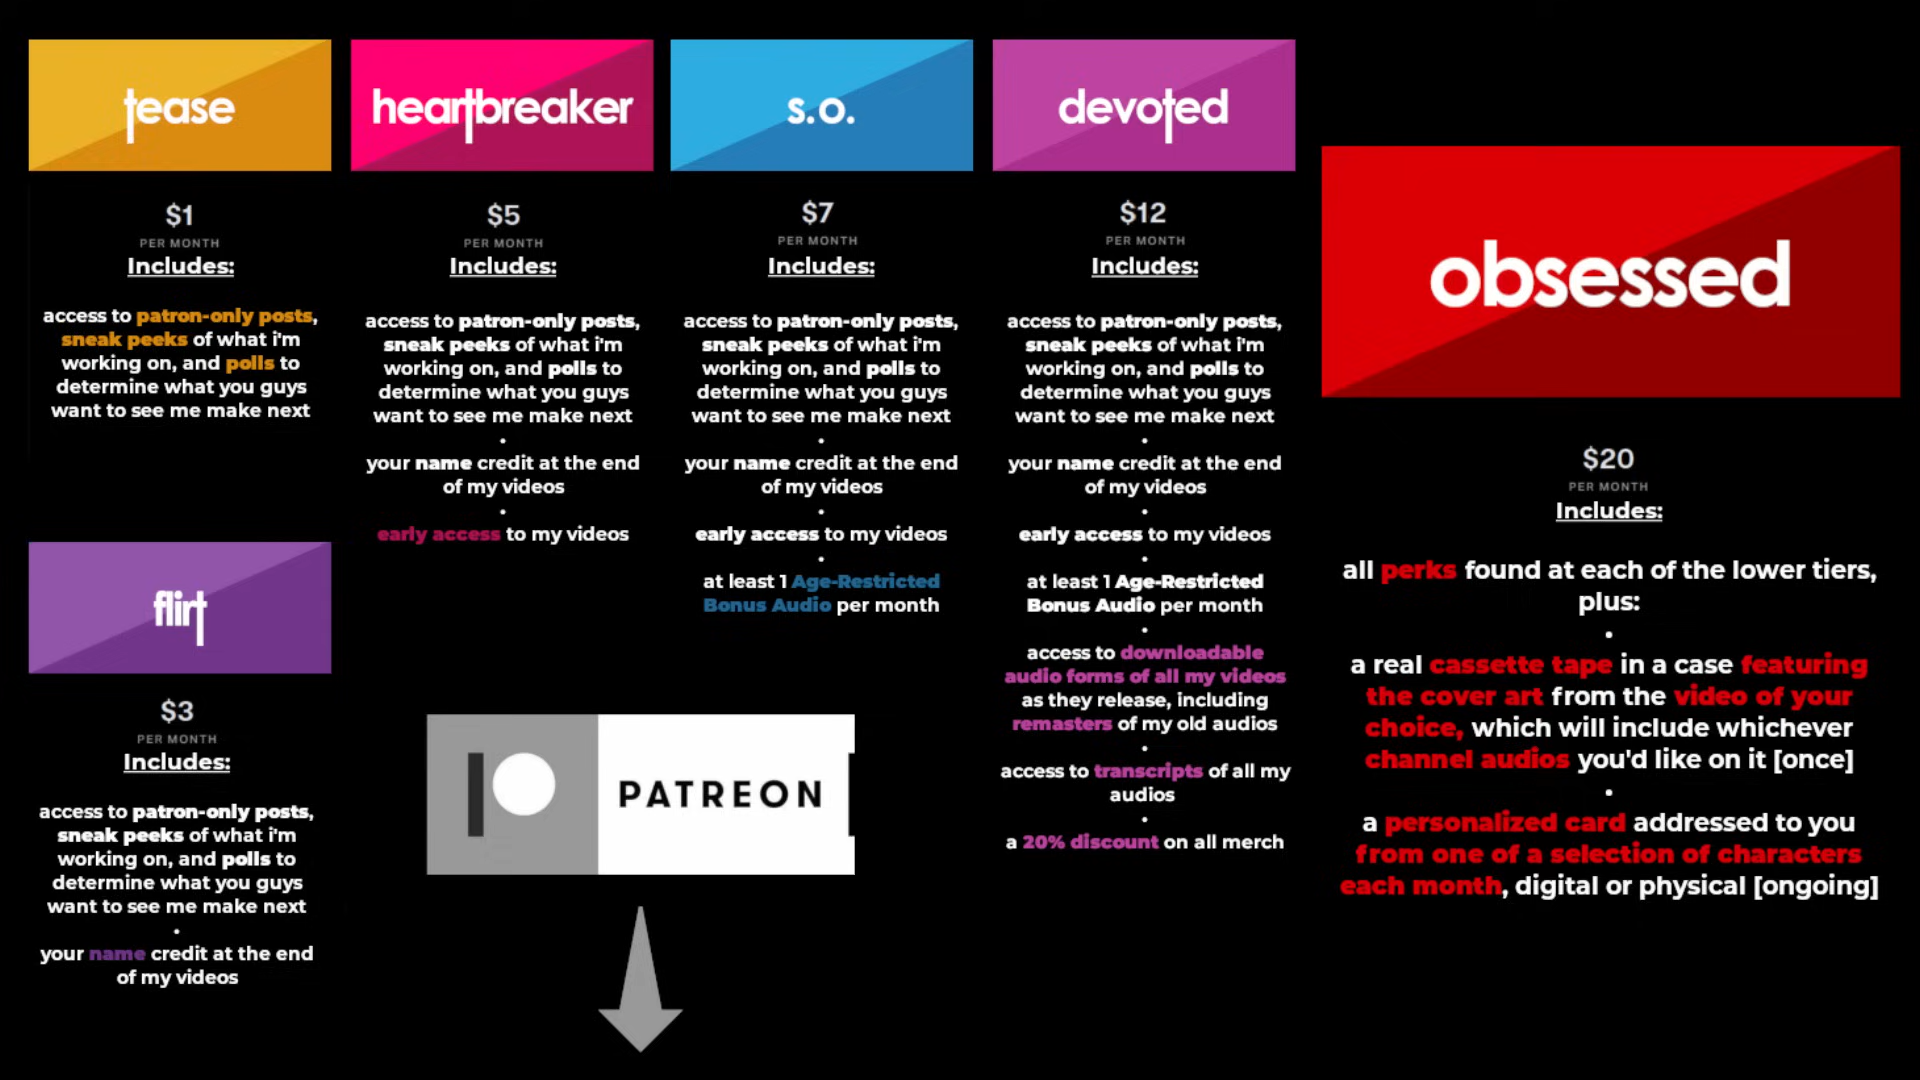 tease
$1
PER MONTH
Includes:
access to patron-only posts,
sneak peeks of what i'm
working on, and polls to
determine what you guys
want to see me make next
flirt
$3
PER MONTH
Includes:
access to patron-only posts,
sneak peeks of what i'm
working on, and polls to
determine what you guys
want to see me make next
•
your name credit at the end
of my videos
heartbreaker
$5
PER MONTH
Includes:
access to patron-only posts,
sneak peeks of what i'm
working on, and polls to
determine what you guys
want to see me make next
•
your name credit at the end
of my videos
•
early access to my videos
s.o.
$7
PER MONTH
Includes:
access to patron-only posts,
sneak peeks of what i'm
working on, and polls to
determine what you guys
want to see me make next
•
your name credit at the end
of my videos
•
early access to my videos
•
at least 1 Age-Restricted
Bonus Audio per month
PATREON
devoted
$12
PER MONTH
Includes:
access to patron-only posts,
sneak peeks of what i'm
working on, and polls to
determine what you guys
want to see me make next
•
your name credit at the end
of my videos
•
early access to my videos
•
at least 1 Age-Restricted
Bonus Audio per month
•
access to downloadable
audio forms of all my videos
as they release, including
remasters of my old audios
•
access to transcripts of all my
audios
•
a 20% discount on all merch
obsessed
$20
PER MONTH
Includes:
all perks found at each of the lower tiers,
plus:
•
a real cassette tape in a case featuring
the cover art from the video of your
choice, which will include whichever
channel audios you'd like on it [once]
•
a personalized card addressed to you
from one of a selection of characters
each month, digital or physical [ongoing]